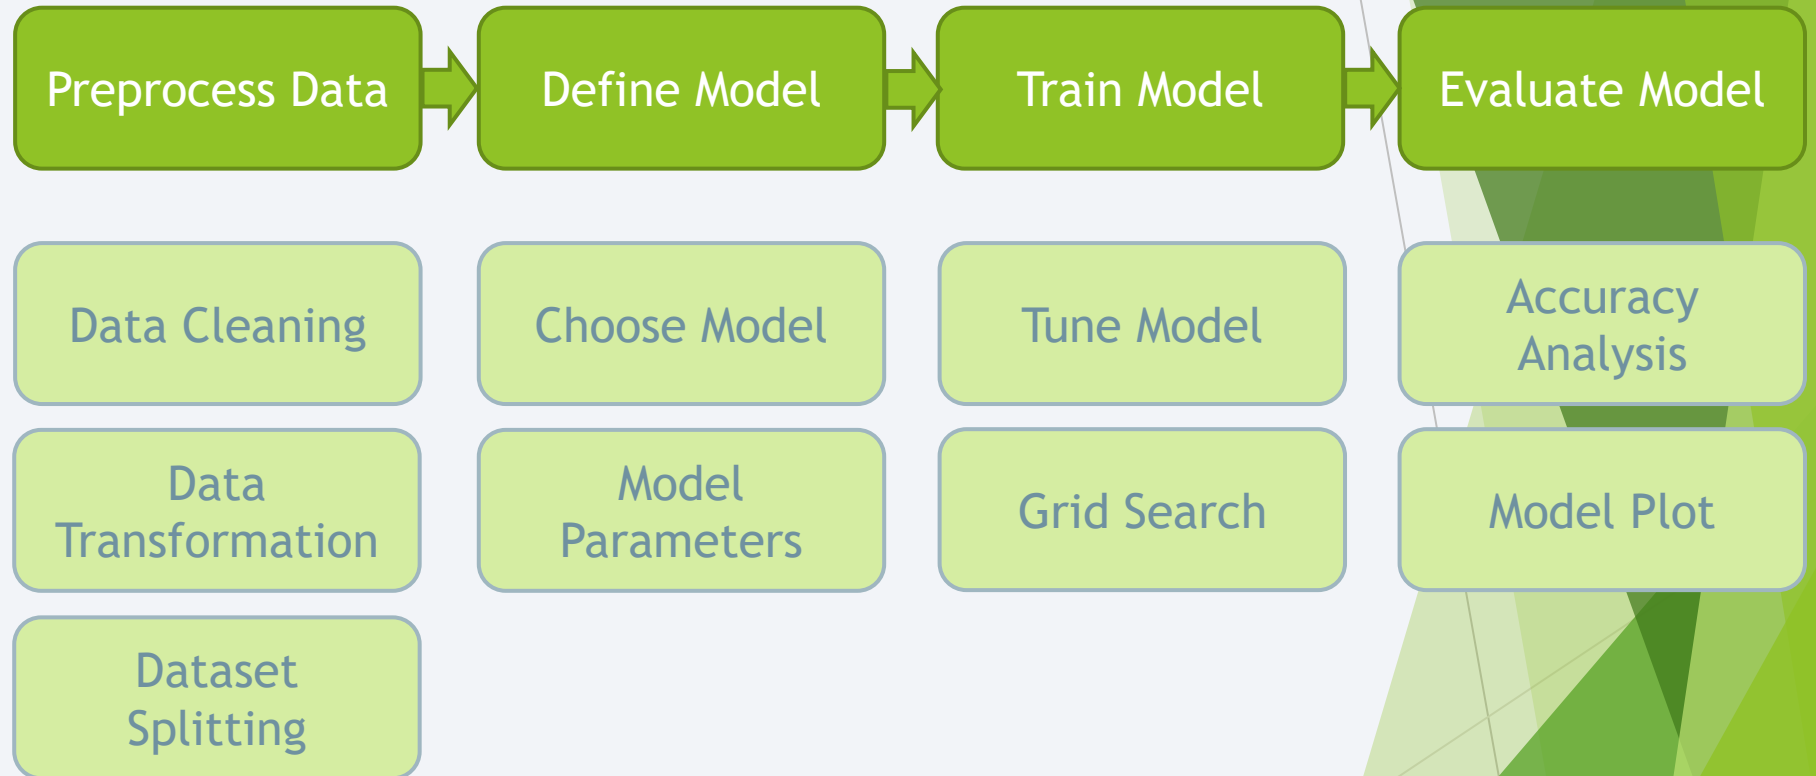 Preprocess Data
Define Model
Train Model
Evaluate Model
Data Cleaning
Choose Model
Tune Model
Accuracy
Analysis
Data
Transformation
Model
Parameters
Grid Search
Model Plot
Dataset
Splitting